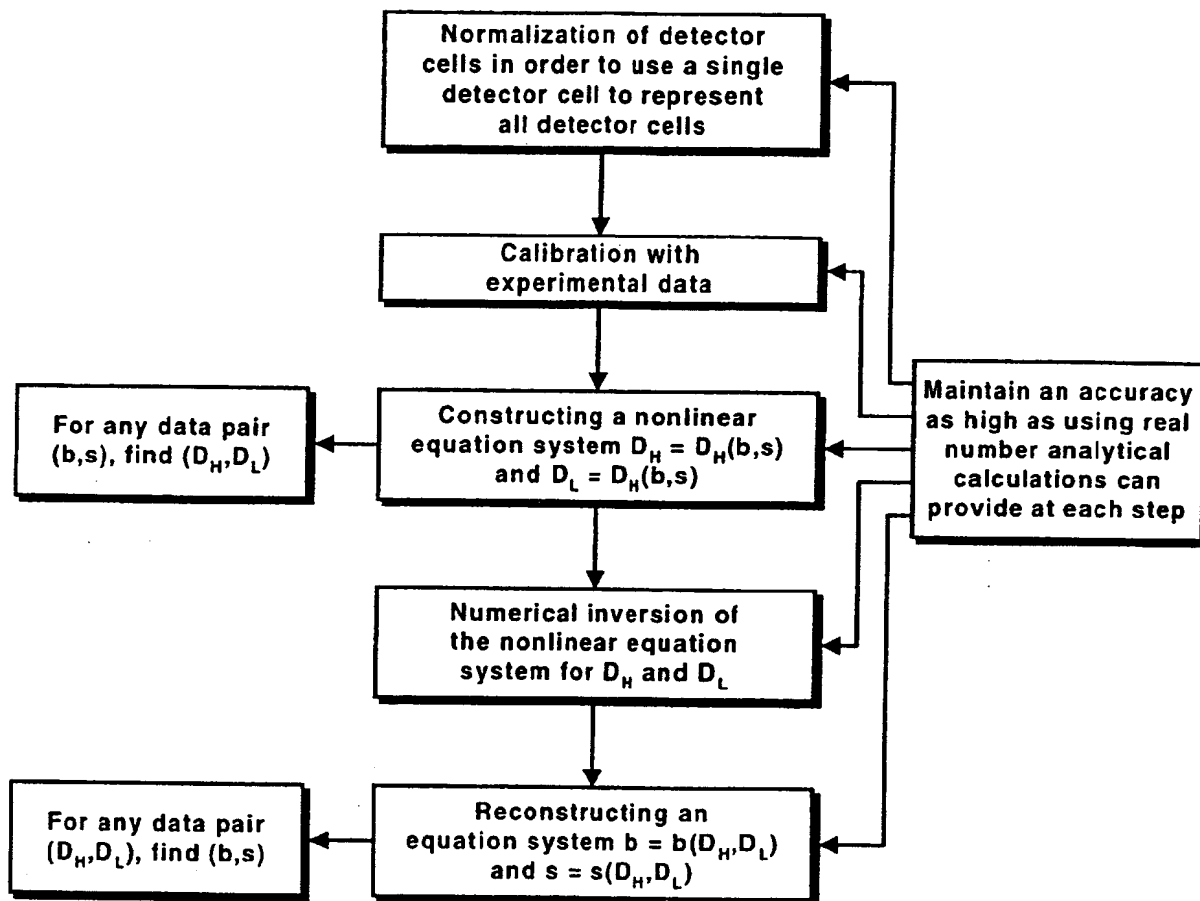 Normalization of detector
cells in order to use a single
detector cell to represent
all detector cells
Calibration with
experimental data
For any data pair
(b,s), find (D_H,D_L)
Constructing a nonlinear
equation system D_H = D_H(b,s)
and D_L = D_H(b,s)
Maintain an accuracy
as high as using real
number analytical
calculations can
provide at each step
Numerical inversion of
the nonlinear equation
system for D_H and D_L
For any data pair
(D_H,D_L), find (b,s)
Reconstructing an
equation system b = b(D_H,D_L)
and s = s(D_H,D_L)